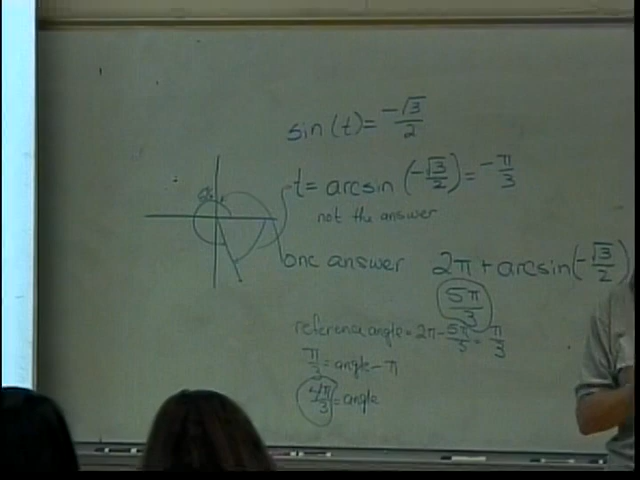 sin(t) = -√3/2
t = arcsin(-√3/2) = -π/3
not the answer
one answer 2π + arcsin(-√3/2)
5π/3
reference angle = 2π - 5π/3 = π/3
π/3 = angle - π
4π/3 = angle